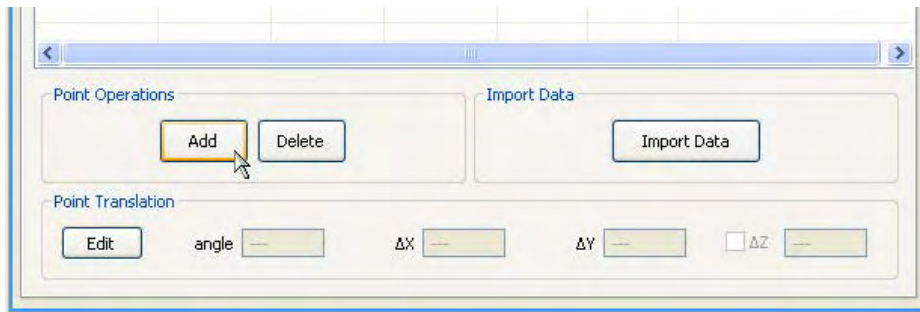 Point Operations
Import Data
Add
Delete
Import Data
Point Translation
Edit
angle
---
ΔX
---
ΔY
---
ΔZ
---